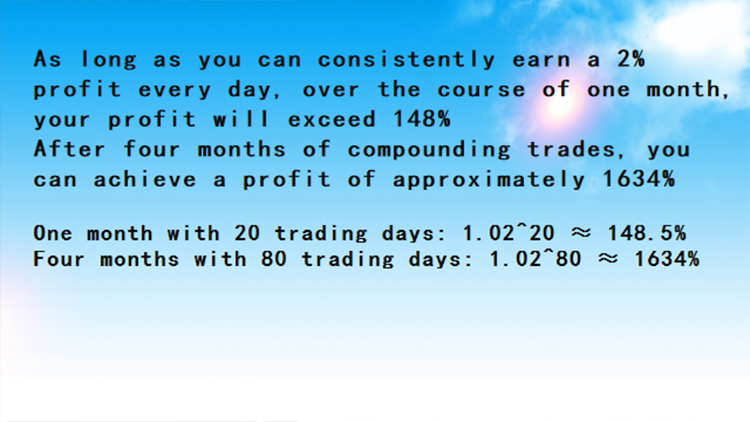 As long as you can consistently earn a 2%
profit every day, over the course of one month,
your profit will exceed 148%
After four months of compounding trades, you
can achieve a profit of approximately 1634%
One month with 20 trading days: 1.02^20 ≈ 148.5%
Four months with 80 trading days: 1.02^80 ≈ 1634%